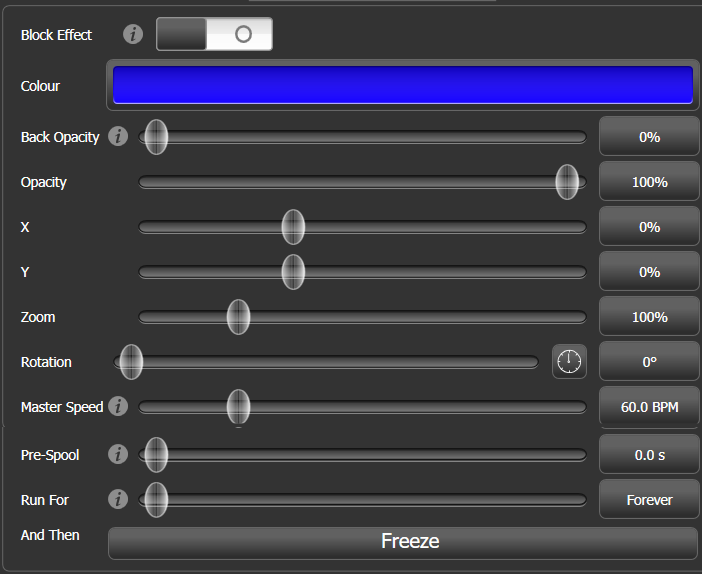 Block Effect
Colour
Back Opacity 0%
Opacity 100%
X 0%
Y 0%
Zoom 100%
Rotation 0°
Master Speed 60.0 BPM
Pre-Spool 0.0 s
Run For Forever
And Then Freeze